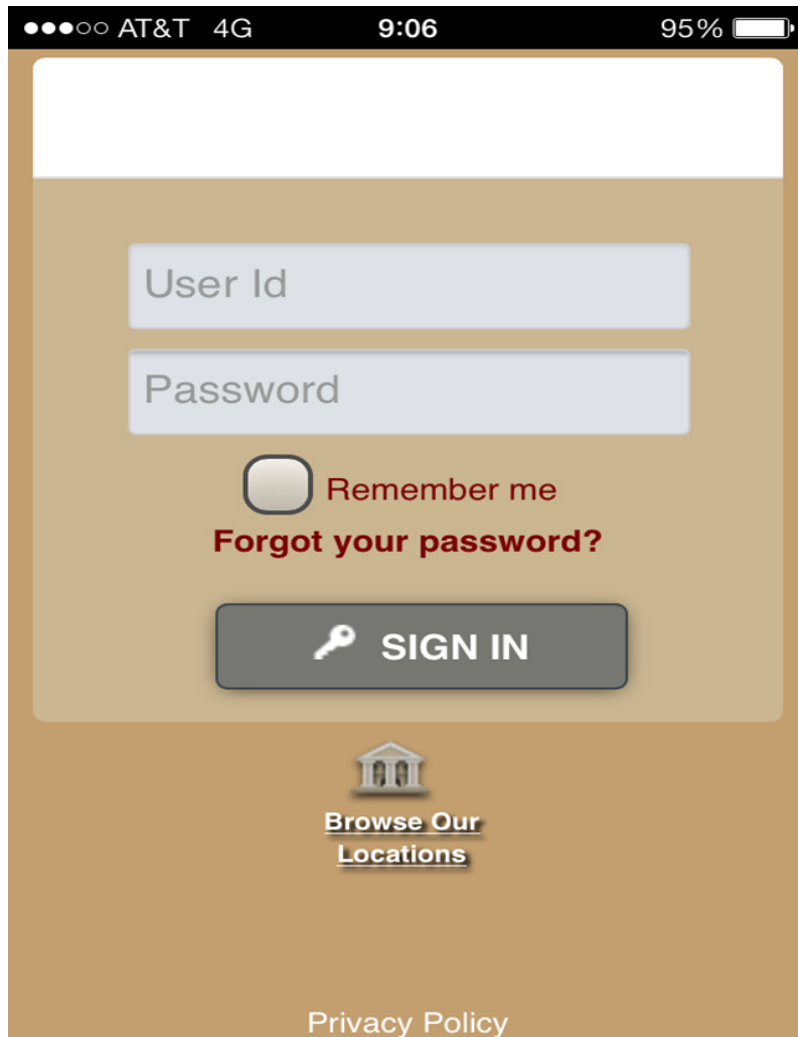 AT&T 4G 9:06 95%
User Id
Password
Remember me
Forgot your password?
SIGN IN
Browse Our
Locations
Privacy Policy